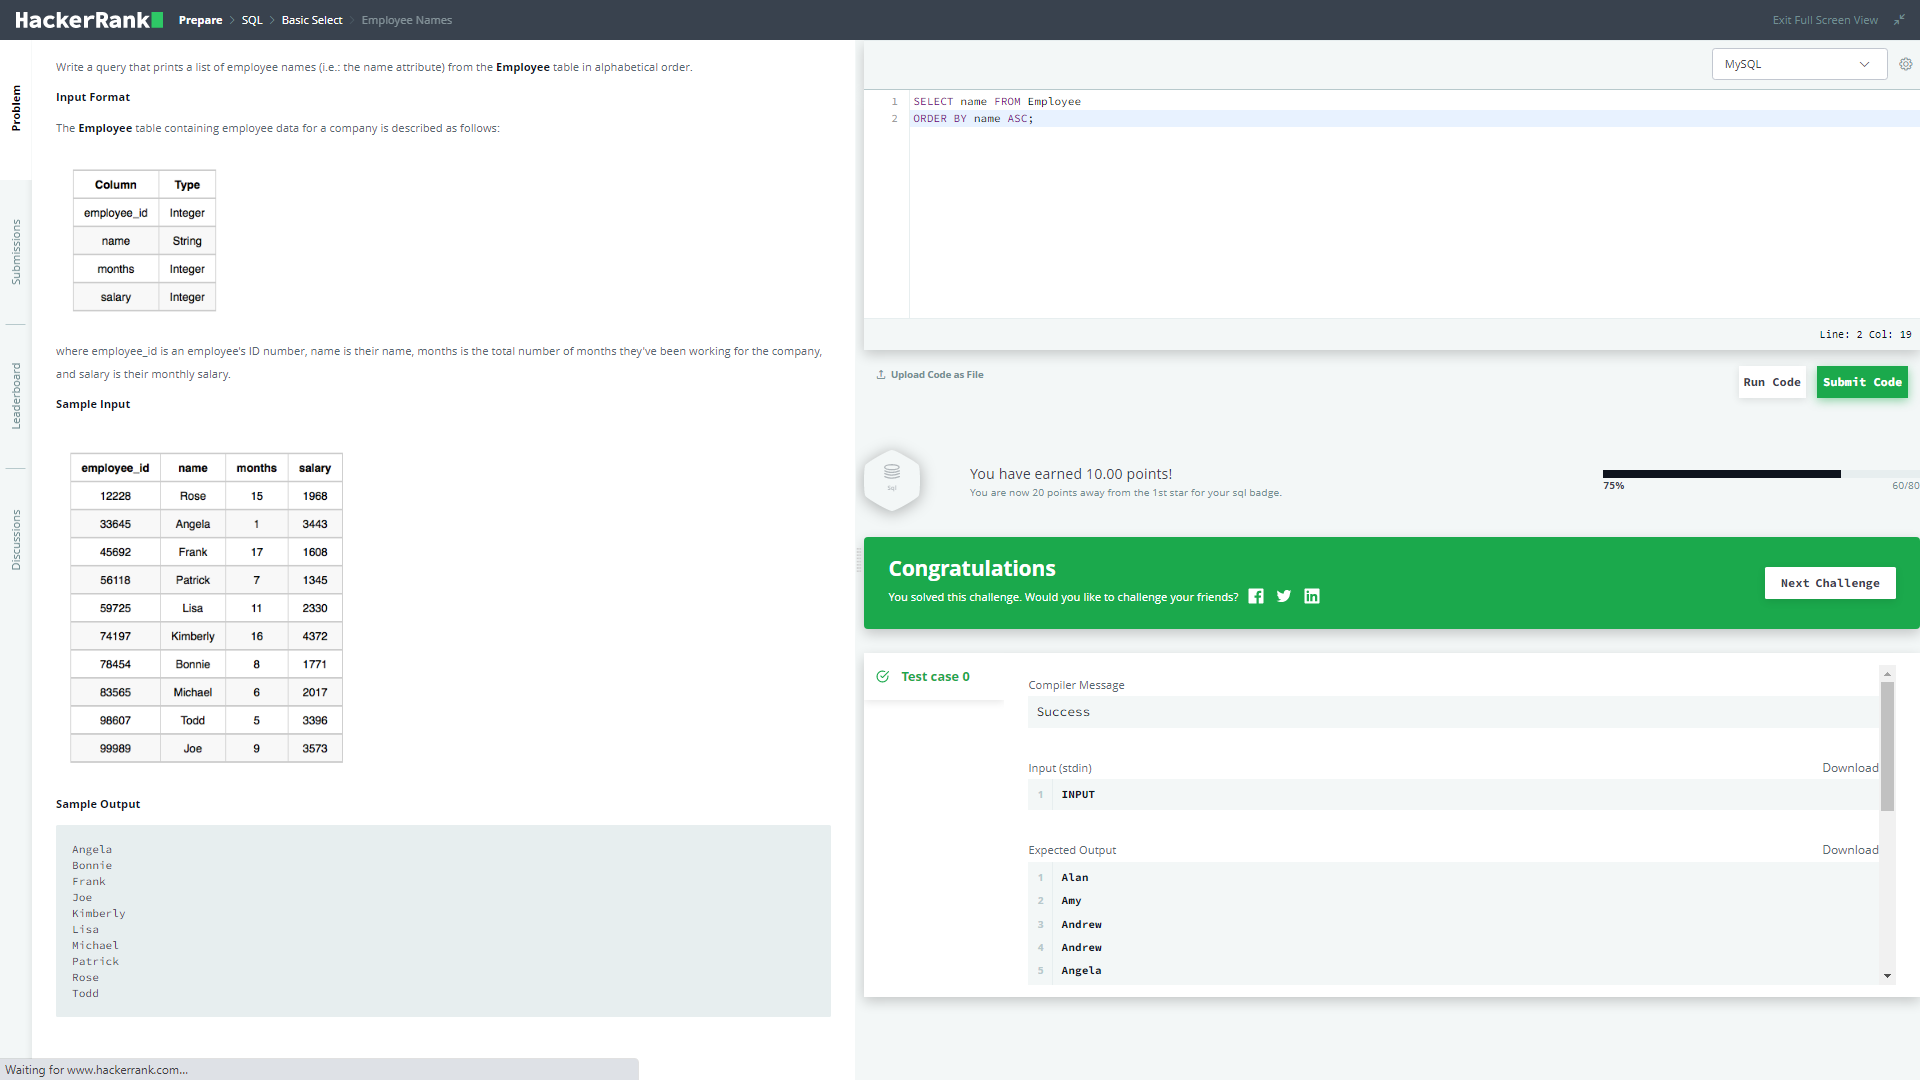 HackerRank Prepare > SQL > Basic Select > Employee Names Exit Full Screen View
Problem
Submissions
Leaderboard
Discussions
Write a query that prints a list of employee names (i.e.: the name attribute) from the Employee table in alphabetical order.
Input Format
The Employee table containing employee data for a company is described as follows:
Column Type
employee_id Integer
name String
months Integer
salary Integer
where employee_id is an employee's ID number, name is their name, months is the total number of months they've been working for the company,
and salary is their monthly salary.
Sample Input
employee_id name months salary
12228 Rose 15 1968
33645 Angela 1 3443
45692 Frank 17 1608
56118 Patrick 7 1345
59725 Lisa 11 2330
74197 Kimberly 16 4372
78454 Bonnie 8 1771
83565 Michael 6 2017
98607 Todd 5 3396
99989 Joe 9 3573
Sample Output
Angela
Bonnie
Frank
Joe
Kimberly
Lisa
Michael
Patrick
Rose
Todd
Waiting for www.hackerrank.com...
MySQL
1 SELECT name FROM Employee
2 ORDER BY name ASC;
Line: 2 Col: 19
Upload Code as File
Run Code
Submit Code
Sql
You have earned 10.00 points!
You are now 20 points away from the 1st star for your sql badge.
75% 60/80
Congratulations
You solved this challenge. Would you like to challenge your friends?
Next Challenge
Test case 0
Compiler Message
Success
Input (stdin) Download
1 INPUT
Expected Output Download
1 Alan
2 Amy
3 Andrew
4 Andrew
5 Angela